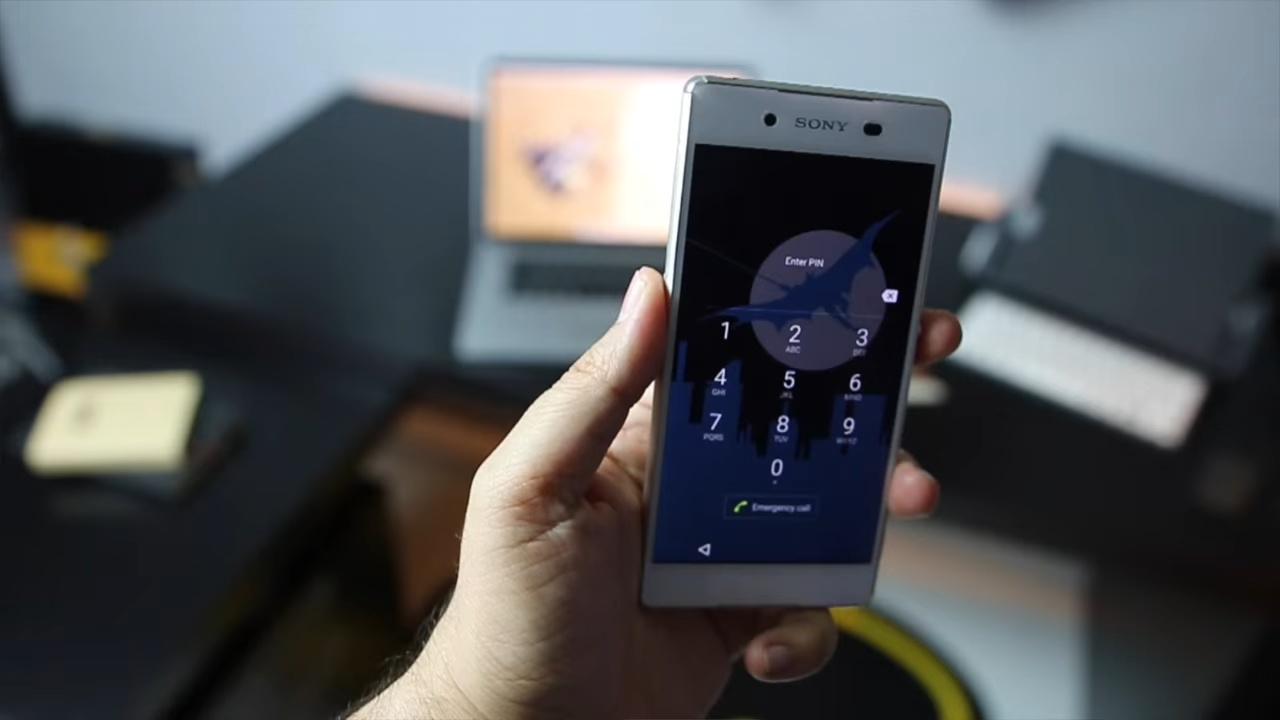 SONY
Enter PIN
1 2 3
ABC DEF
4 5 6
GHI JKL MNO
7 8 9
PQRS TUV WXYZ
0
+
Emergency call